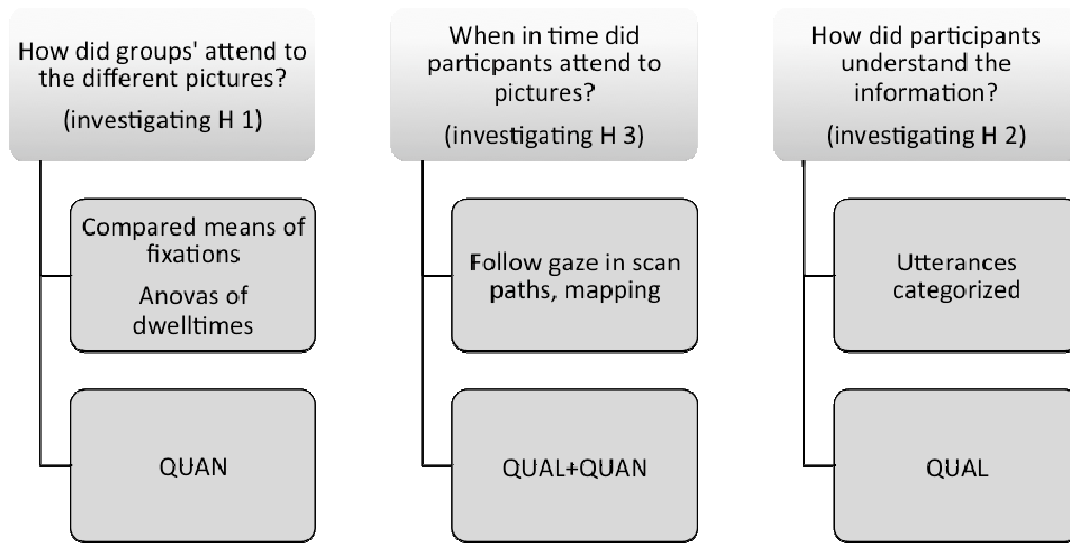 How did groups' attend to
the different pictures?
(investigating H 1)
Compared means of
fixations
Anovas of
dwelltimes
QUAN
When in time did
particpants attend to
pictures?
(investigating H 3)
Follow gaze in scan
paths, mapping
QUAL+QUAN
How did participants
understand the
information?
(investigating H 2)
Utterances
categorized
QUAL